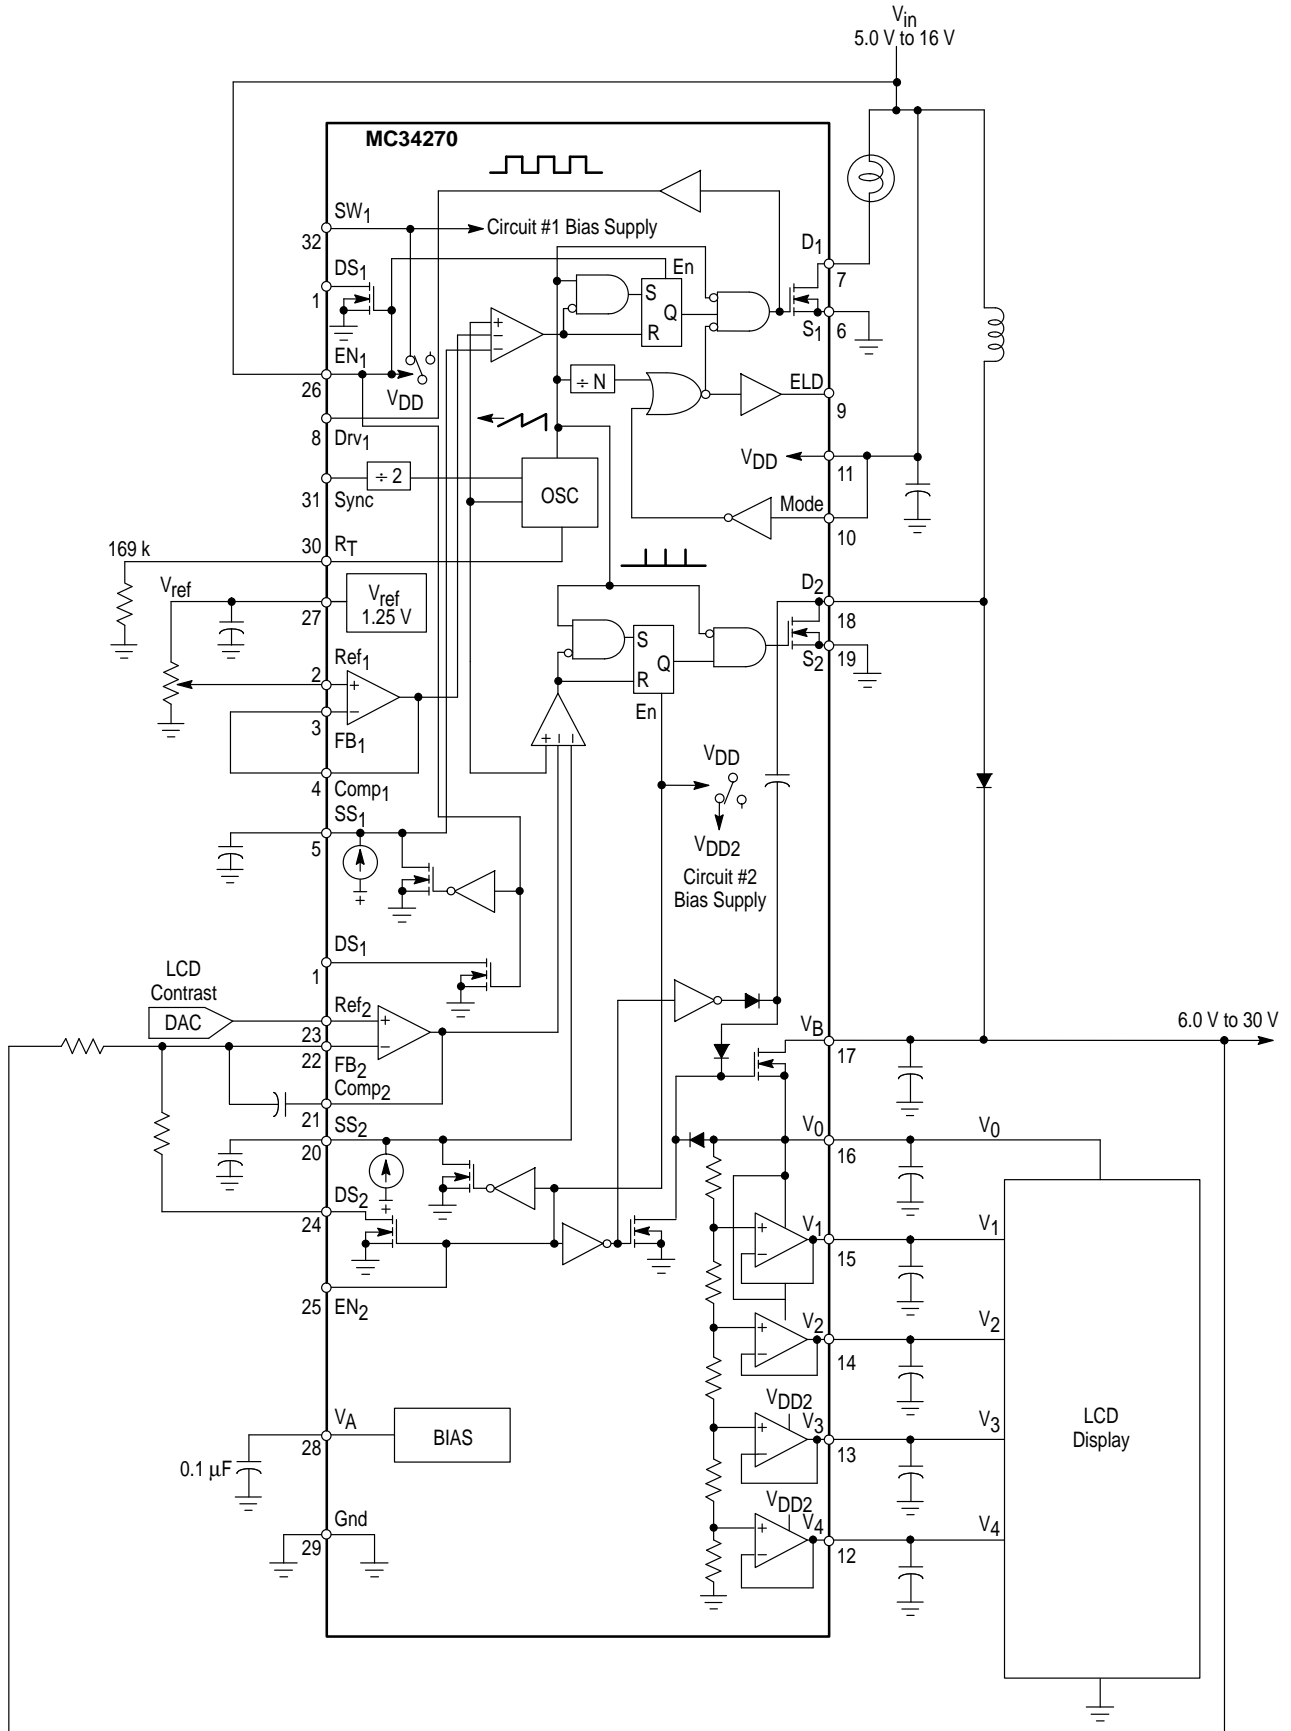 Vin
5.0 V to 16 V
MC34270
SW1
32
Circuit #1 Bias Supply
DS1
1
En
S
Q
R
D1
7
S1
6
+
−
−
EN1
26
VDD
÷ N
ELD
9
8
Drv1
VDD
11
÷ 2
31
Sync
OSC
Mode
10
169 k
30
RT
Vref
27
Vref
1.25 V
D2
18
S
Q
R
S2
19
En
Ref1
2
+
−
3
FB1
+
−
−
4
Comp1
VDD
VDD2
Circuit #2
Bias Supply
SS1
5
+
DS1
1
LCD
Contrast
DAC
Ref2
23
+
−
22
FB2
Comp2
21
VB
17
6.0 V to 30 V
SS2
20
+
V0
16
V0
DS2
24
+
−
V1
15
V1
25
EN2
+
−
V2
14
V2
VDD2
+
−
V3
13
V3
LCD
Display
VA
28
BIAS
0.1 µF
VDD2
+
−
V4
12
V4
Gnd
29